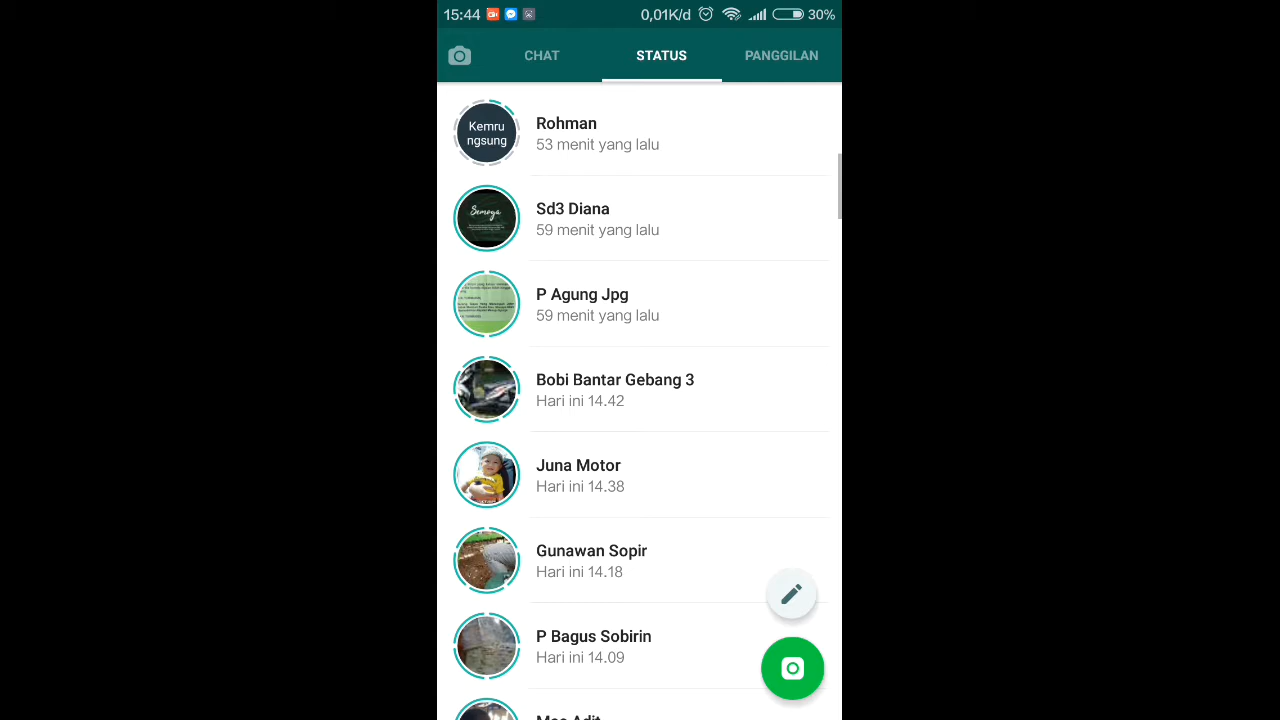 15:44 0,01K/d 30%
CHAT STATUS PANGGILAN
Kemru
ngsung
Rohman
53 menit yang lalu
Semoga
Sd3 Diana
59 menit yang lalu
P Agung Jpg
59 menit yang lalu
Bobi Bantar Gebang 3
Hari ini 14.42
Juna Motor
Hari ini 14.38
Gunawan Sopir
Hari ini 14.18
P Bagus Sobirin
Hari ini 14.09